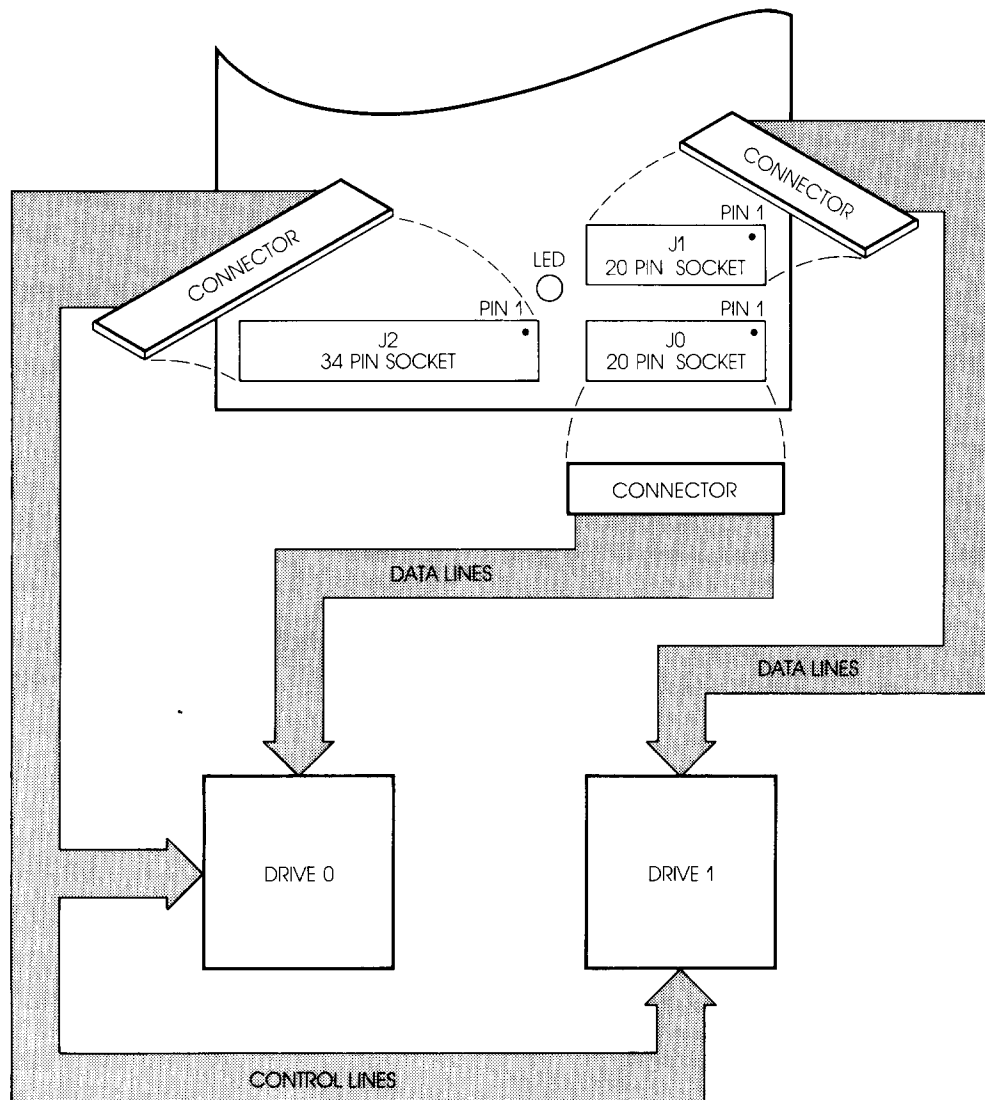 CONNECTOR
CONNECTOR
PIN 1
J1
20 PIN SOCKET
LED
PIN 1
J2
34 PIN SOCKET
PIN 1
J0
20 PIN SOCKET
CONNECTOR
DATA LINES
DATA LINES
DRIVE 0
DRIVE 1
CONTROL LINES